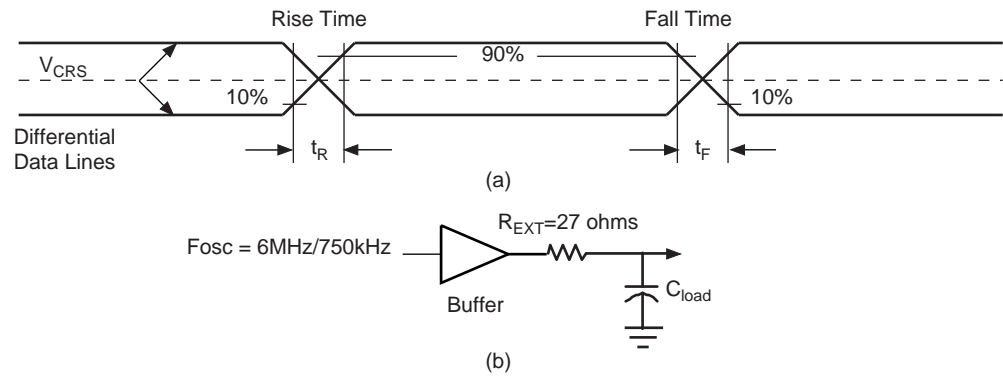 Rise Time Fall Time
V_CRS 90%
10% 10%
Differential
Data Lines
t_R t_F
(a)
R_EXT=27 ohms
Fosc = 6MHz/750kHz
C_load
Buffer
(b)